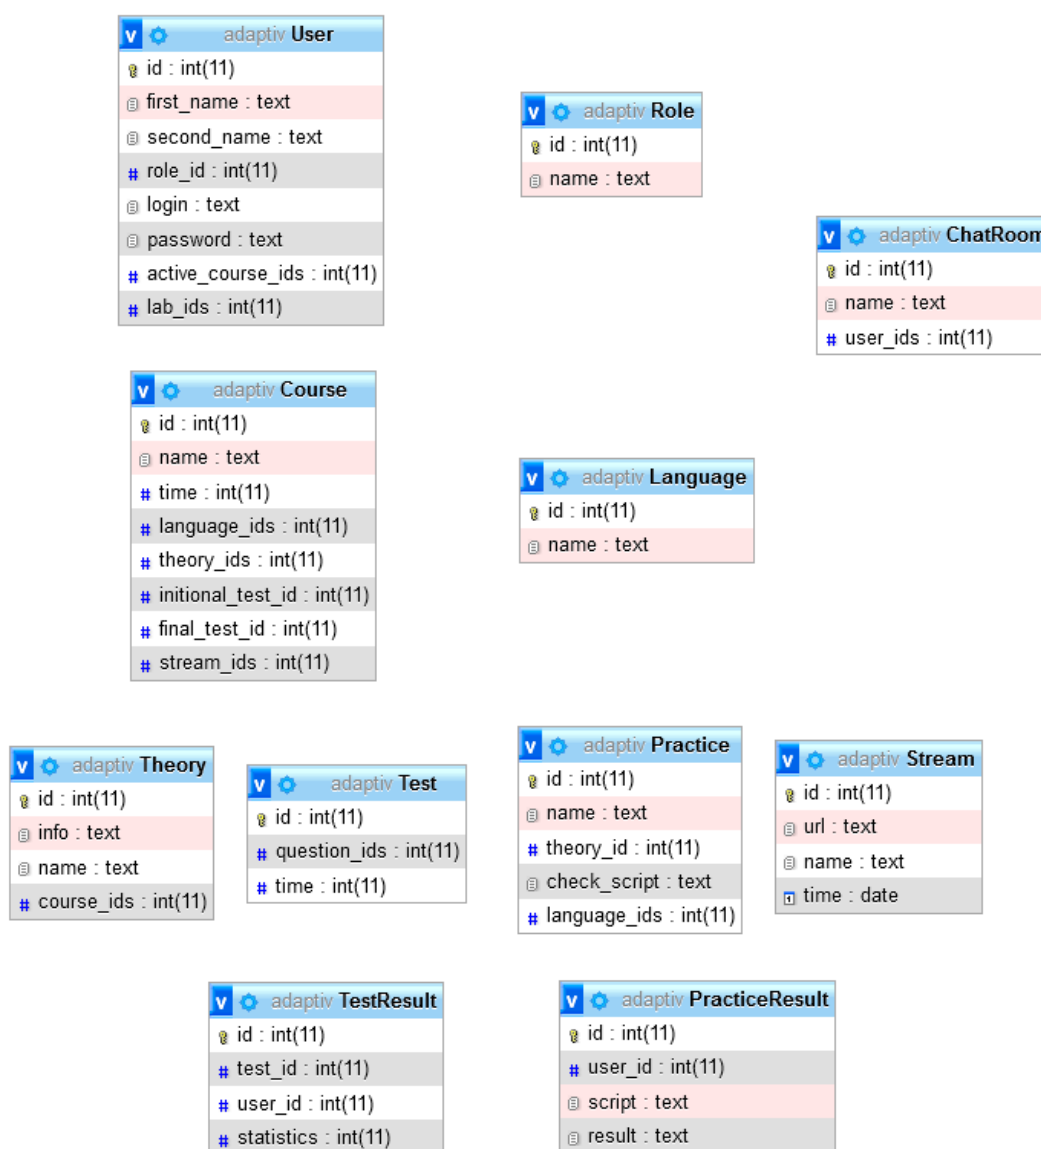 v adaptiv User
id : int(11)
first_name : text
second_name : text
# role_id : int(11)
login : text
password : text
# active_course_ids : int(11)
# lab_ids : int(11)
v adaptiv Role
id : int(11)
name : text
v adaptiv ChatRoom
id : int(11)
name : text
# user_ids : int(11)
v adaptiv Course
id : int(11)
name : text
# time : int(11)
# language_ids : int(11)
# theory_ids : int(11)
# initional_test_id : int(11)
# final_test_id : int(11)
# stream_ids : int(11)
v adaptiv Language
id : int(11)
name : text
v adaptiv Theory
id : int(11)
info : text
name : text
# course_ids : int(11)
v adaptiv Test
id : int(11)
# question_ids : int(11)
# time : int(11)
v adaptiv Practice
id : int(11)
name : text
# theory_id : int(11)
check_script : text
# language_ids : int(11)
v adaptiv Stream
id : int(11)
url : text
name : text
time : date
v adaptiv TestResult
id : int(11)
# test_id : int(11)
# user_id : int(11)
# statistics : int(11)
v adaptiv PracticeResult
id : int(11)
# user_id : int(11)
script : text
result : text